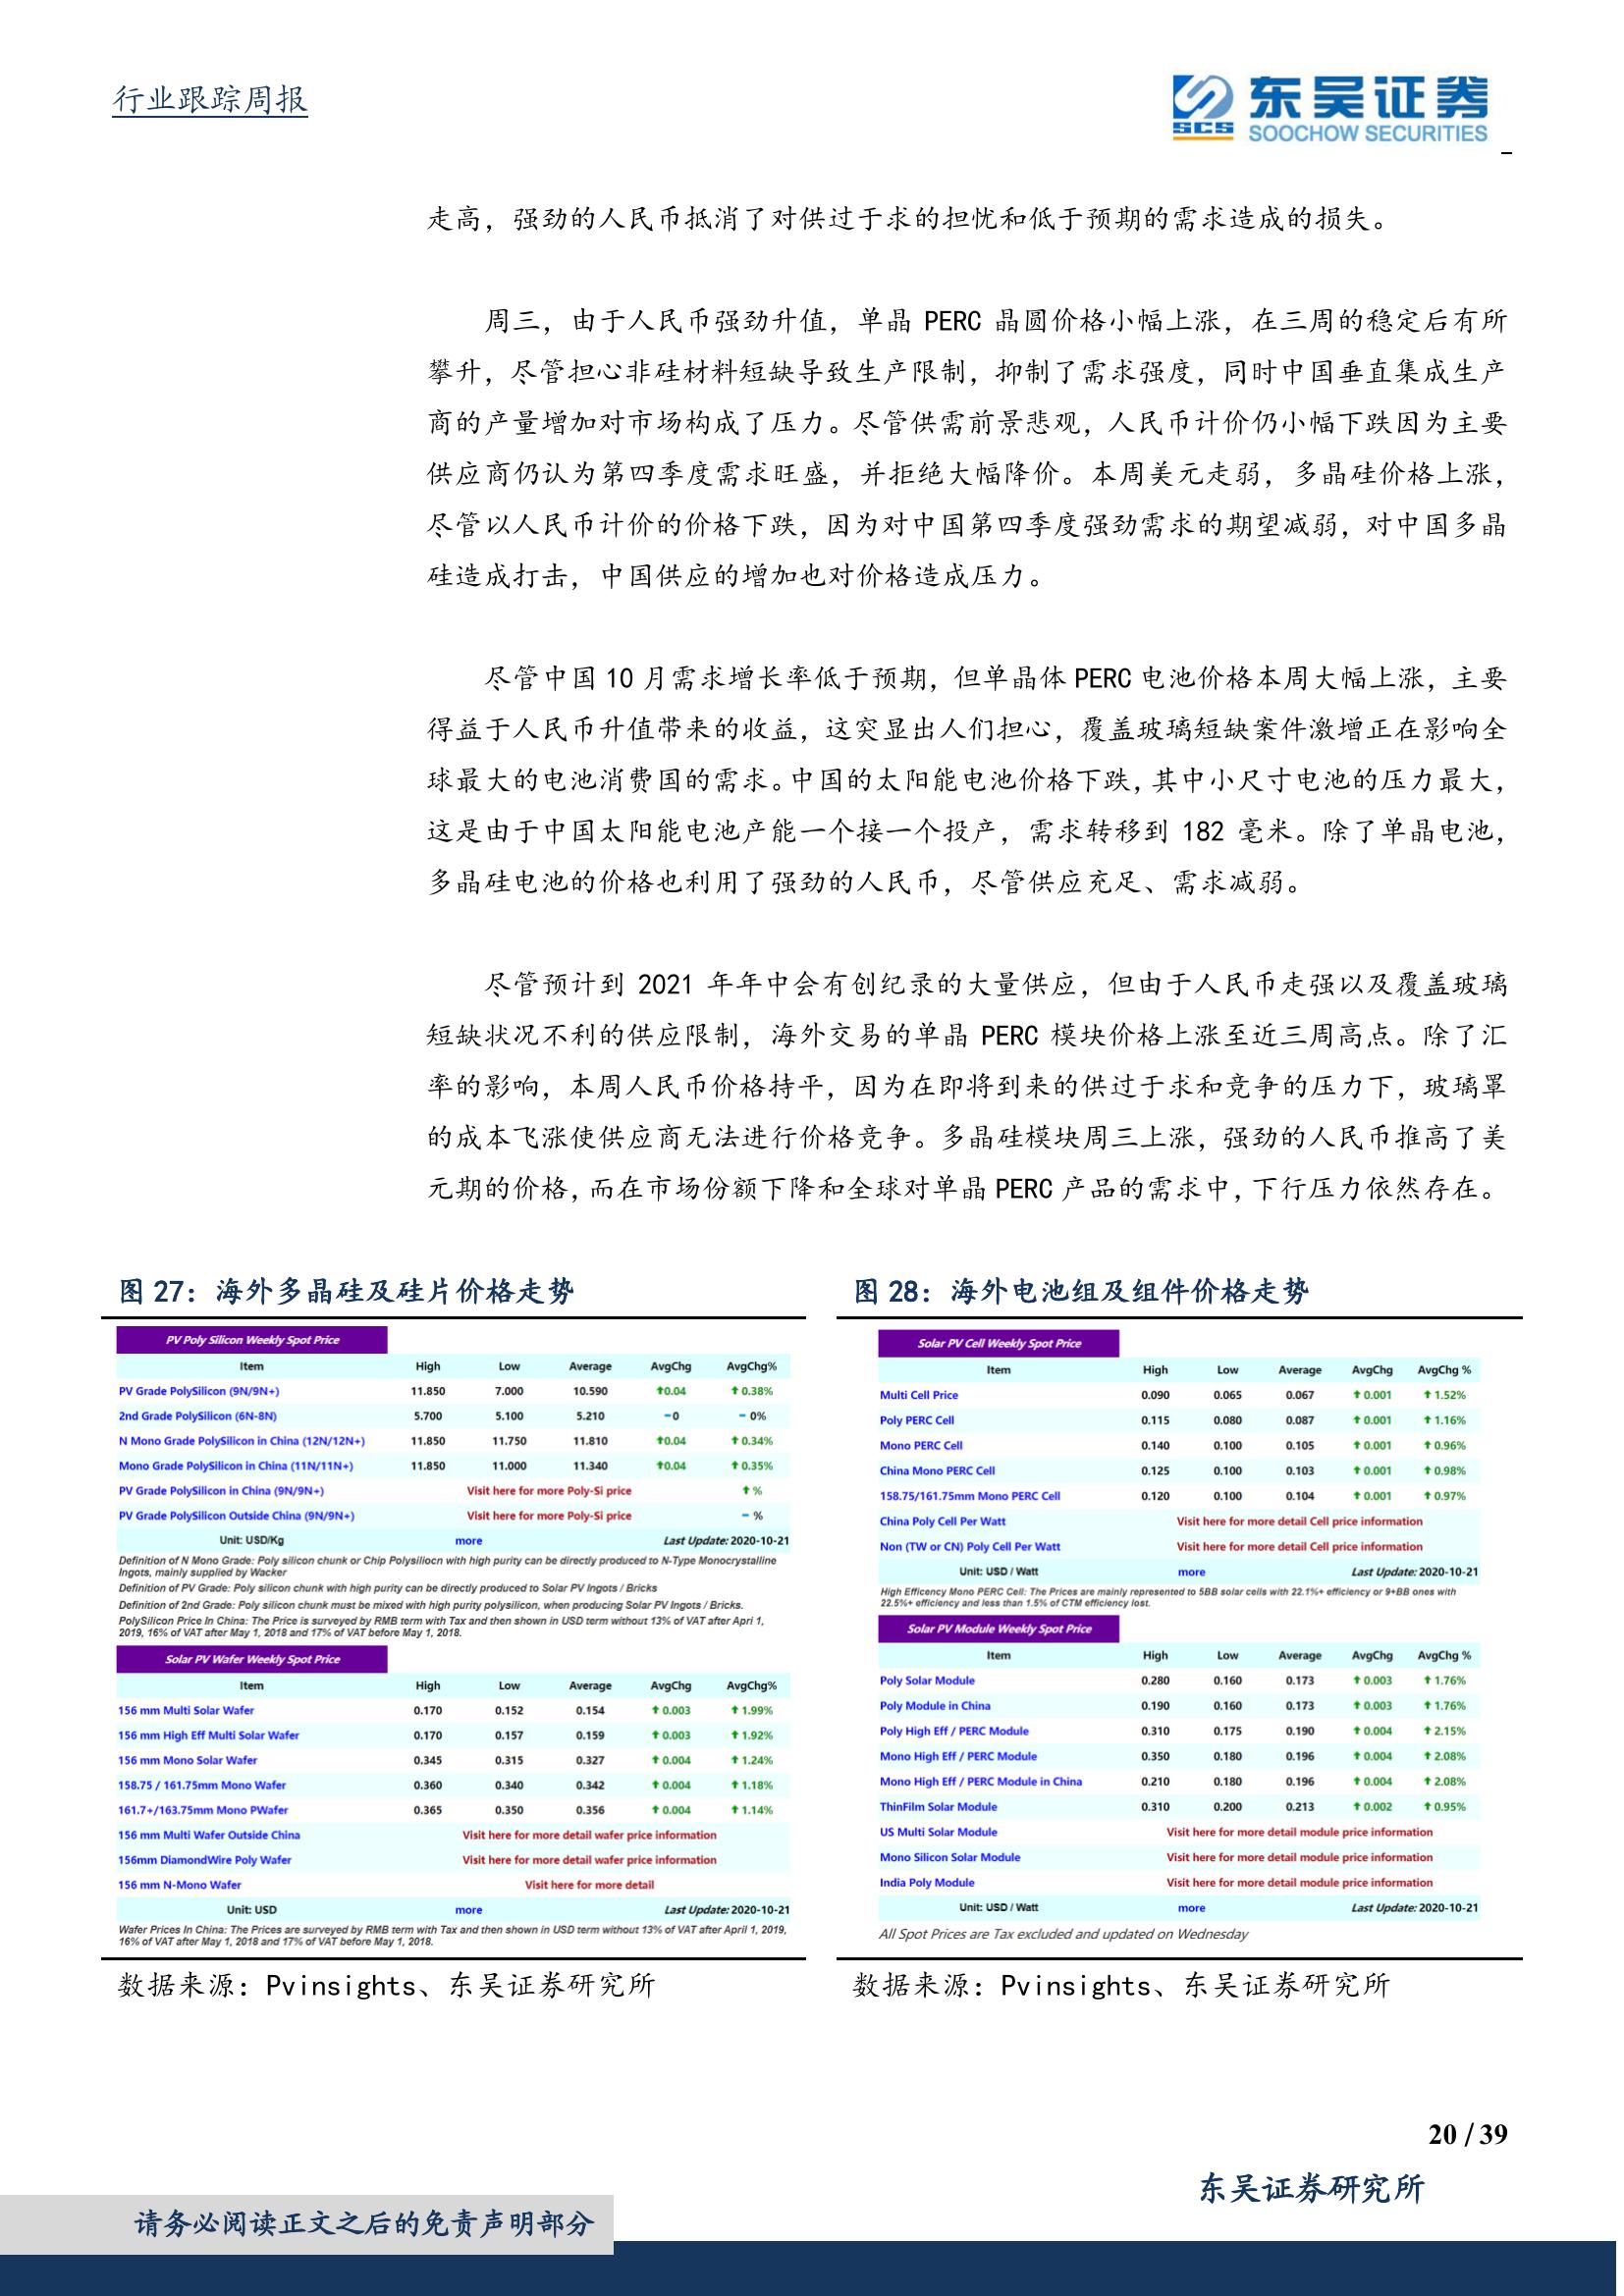 行业跟踪周报
SCS
东吴证券
SOOCHOW SECURITIES
走高，强劲的人民币抵消了对供过于求的担忧和低于预期的需求造成的损失。
周三，由于人民币强劲升值，单晶 PERC 晶圆价格小幅上涨，在三周的稳定后有所
攀升，尽管担心非硅材料短缺导致生产限制，抑制了需求强度，同时中国垂直集成生产
商的产量增加对市场构成了压力。尽管供需前景悲观，人民币计价仍小幅下跌因为主要
供应商仍认为第四季度需求旺盛，并拒绝大幅降价。本周美元走弱，多晶硅价格上涨，
尽管以人民币计价的价格下跌，因为对中国第四季度强劲需求的期望减弱，对中国多晶
硅造成打击，中国供应的增加也对价格造成压力。
尽管中国 10 月需求增长率低于预期，但单晶体 PERC 电池价格本周大幅上涨，主要
得益于人民币升值带来的收益，这突显出人们担心，覆盖玻璃短缺案件激增正在影响全
球最大的电池消费国的需求。中国的太阳能电池价格下跌，其中小尺寸电池的压力最大，
这是由于中国太阳能电池产能一个接一个投产，需求转移到 182 毫米。除了单晶电池，
多晶硅电池的价格也利用了强劲的人民币，尽管供应充足、需求减弱。
尽管预计到 2021 年年中会有创纪录的大量供应，但由于人民币走强以及覆盖玻璃
短缺状况不利的供应限制，海外交易的单晶 PERC 模块价格上涨至近三周高点。除了汇
率的影响，本周人民币价格持平，因为在即将到来的供过于求和竞争的压力下，玻璃罩
的成本飞涨使供应商无法进行价格竞争。多晶硅模块周三上涨，强劲的人民币推高了美
元期的价格，而在市场份额下降和全球对单晶 PERC 产品的需求中，下行压力依然存在。
图 27：海外多晶硅及硅片价格走势
PV Poly Silicon Weekly Spot Price
Item High Low Average AvgChg AvgChg%
PV Grade PolySilicon (9N/9N+) 11.850 7.000 10.590 ↑0.04 ↑ 0.38%
2nd Grade PolySilicon (6N-8N) 5.700 5.100 5.210 −0 − 0%
N Mono Grade PolySilicon in China (12N/12N+) 11.850 11.750 11.810 ↑0.04 ↑ 0.34%
Mono Grade PolySilicon in China (11N/11N+) 11.850 11.000 11.340 ↑0.04 ↑ 0.35%
PV Grade PolySilicon in China (9N/9N+) Visit here for more Poly-Si price ↑ %
PV Grade PolySilicon Outside China (9N/9N+) Visit here for more Poly-Si price − %
Unit: USD/Kg more Last Update: 2020-10-21
Definition of N Mono Grade: Poly silicon chunk or Chip Polysiliocn with high purity can be directly produced to N-Type Monocrystalline
Ingots, mainly supplied by Wacker
Definition of PV Grade: Poly silicon chunk with high purity can be directly produced to Solar PV Ingots / Bricks
Definition of 2nd Grade: Poly silicon chunk must be mixed with high purity polysilicon, when producing Solar PV Ingots / Bricks.
PolySilicon Price In China: The Price is surveyed by RMB term with Tax and then shown in USD term without 13% of VAT after Apri 1,
2019, 16% of VAT after May 1, 2018 and 17% of VAT before May 1, 2018.
Solar PV Wafer Weekly Spot Price
Item High Low Average AvgChg AvgChg%
156 mm Multi Solar Wafer 0.170 0.152 0.154 ↑ 0.003 ↑ 1.99%
156 mm High Eff Multi Solar Wafer 0.170 0.157 0.159 ↑ 0.003 ↑ 1.92%
156 mm Mono Solar Wafer 0.345 0.315 0.327 ↑ 0.004 ↑ 1.24%
158.75 / 161.75mm Mono Wafer 0.360 0.340 0.342 ↑ 0.004 ↑ 1.18%
161.7+/163.75mm Mono PWafer 0.365 0.350 0.356 ↑ 0.004 ↑ 1.14%
156 mm Multi Wafer Outside China Visit here for more detail wafer price information
156mm DiamondWire Poly Wafer Visit here for more detail wafer price information
156 mm N-Mono Wafer Visit here for more detail
Unit: USD more Last Update: 2020-10-21
Wafer Prices In China: The Prices are surveyed by RMB term with Tax and then shown in USD term without 13% of VAT after April 1, 2019,
16% of VAT after May 1, 2018 and 17% of VAT before May 1, 2018.
数据来源：Pvinsights、东吴证券研究所
图 28：海外电池组及组件价格走势
Solar PV Cell Weekly Spot Price
Item High Low Average AvgChg AvgChg %
Multi Cell Price 0.090 0.065 0.067 ↑ 0.001 ↑ 1.52%
Poly PERC Cell 0.115 0.080 0.087 ↑ 0.001 ↑ 1.16%
Mono PERC Cell 0.140 0.100 0.105 ↑ 0.001 ↑ 0.96%
China Mono PERC Cell 0.125 0.100 0.103 ↑ 0.001 ↑ 0.98%
158.75/161.75mm Mono PERC Cell 0.120 0.100 0.104 ↑ 0.001 ↑ 0.97%
China Poly Cell Per Watt Visit here for more detail Cell price information
Non (TW or CN) Poly Cell Per Watt Visit here for more detail Cell price information
Unit: USD / Watt more Last Update: 2020-10-21
High Efficency Mono PERC Cell: The Prices are mainly represented to 5BB solar cells with 22.1%+ efficiency or 9+BB ones with
22.5%+ efficiency and less than 1.5% of CTM efficiency lost.
Solar PV Module Weekly Spot Price
Item High Low Average AvgChg AvgChg %
Poly Solar Module 0.280 0.160 0.173 ↑ 0.003 ↑ 1.76%
Poly Module in China 0.190 0.160 0.173 ↑ 0.003 ↑ 1.76%
Poly High Eff / PERC Module 0.310 0.175 0.190 ↑ 0.004 ↑ 2.15%
Mono High Eff / PERC Module 0.350 0.180 0.196 ↑ 0.004 ↑ 2.08%
Mono High Eff / PERC Module in China 0.210 0.180 0.196 ↑ 0.004 ↑ 2.08%
ThinFilm Solar Module 0.310 0.200 0.213 ↑ 0.002 ↑ 0.95%
US Multi Solar Module Visit here for more detail module price information
Mono Silicon Solar Module Visit here for more detail module price information
India Poly Module Visit here for more detail module price information
Unit: USD / Watt more Last Update: 2020-10-21
All Spot Prices are Tax excluded and updated on Wednesday
数据来源：Pvinsights、东吴证券研究所
20 / 39
东吴证券研究所
请务必阅读正文之后的免责声明部分